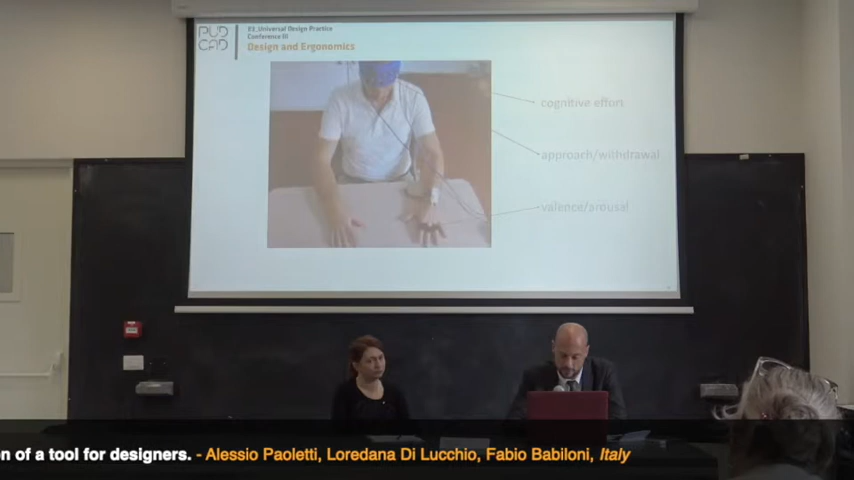 PUD
CAD
E3_Universal Design Practice
Conference III
Design and Ergonomics
cognitive effort
approach/withdrawal
valence/arousal
n of a tool for designers. - Alessio Paoletti, Loredana Di Lucchio, Fabio Babiloni, Italy